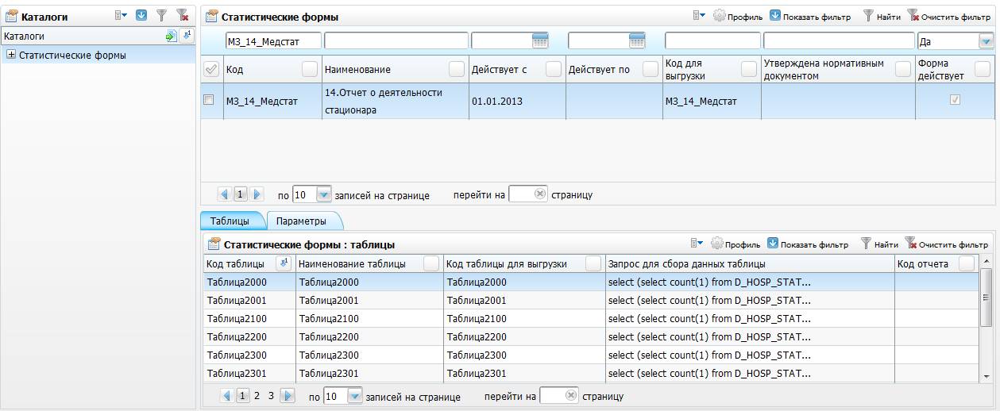 Каталоги
Каталоги
Статистические формы
Статистические формы
Профиль Показать фильтр Найти Очистить фильтр
МЗ_14_Медстат Да
Код Наименование Действует с Действует по Код для выгрузки Утверждена нормативным документом Форма действует
МЗ_14_Медстат 14.Отчет о деятельности стационара 01.01.2013 МЗ_14_Медстат
1 по 10 записей на странице перейти на страницу
Таблицы Параметры
Статистические формы : таблицы
Профиль Показать фильтр Найти Очистить фильтр
Код таблицы Наименование таблицы Код таблицы для выгрузки Запрос для сбора данных таблицы Код отчета
Таблица2000 Таблица2000 Таблица2000 select (select count(1) from D_HOSP_STAT...
Таблица2001 Таблица2001 Таблица2001 select (select count(1) from D_HOSP_STAT...
Таблица2100 Таблица2100 Таблица2100 select (select count(1) from D_HOSP_STAT...
Таблица2200 Таблица2200 Таблица2200 select (select count(1) from D_HOSP_STAT...
Таблица2300 Таблица2300 Таблица2300 select (select count(1) from D_HOSP_STAT...
Таблица2301 Таблица2301 Таблица2301 select (select count(1) from D_HOSP_STAT...
1 2 3 по 10 записей на странице перейти на страницу